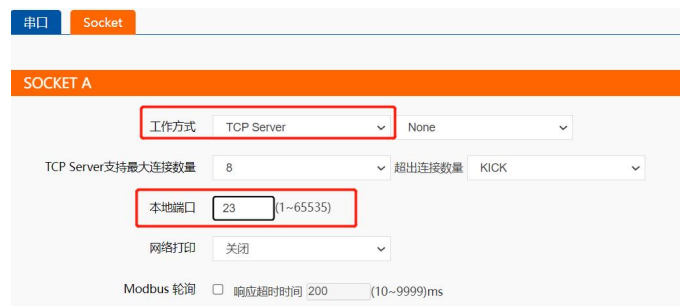 串口 Socket
SOCKET A
工作方式 TCP Server None
TCP Server支持最大连接数量 8 超出连接数量 KICK
本地端口 23 (1~65535)
网络打印 关闭
Modbus 轮询 响应超时时间 200 (10~9999)ms